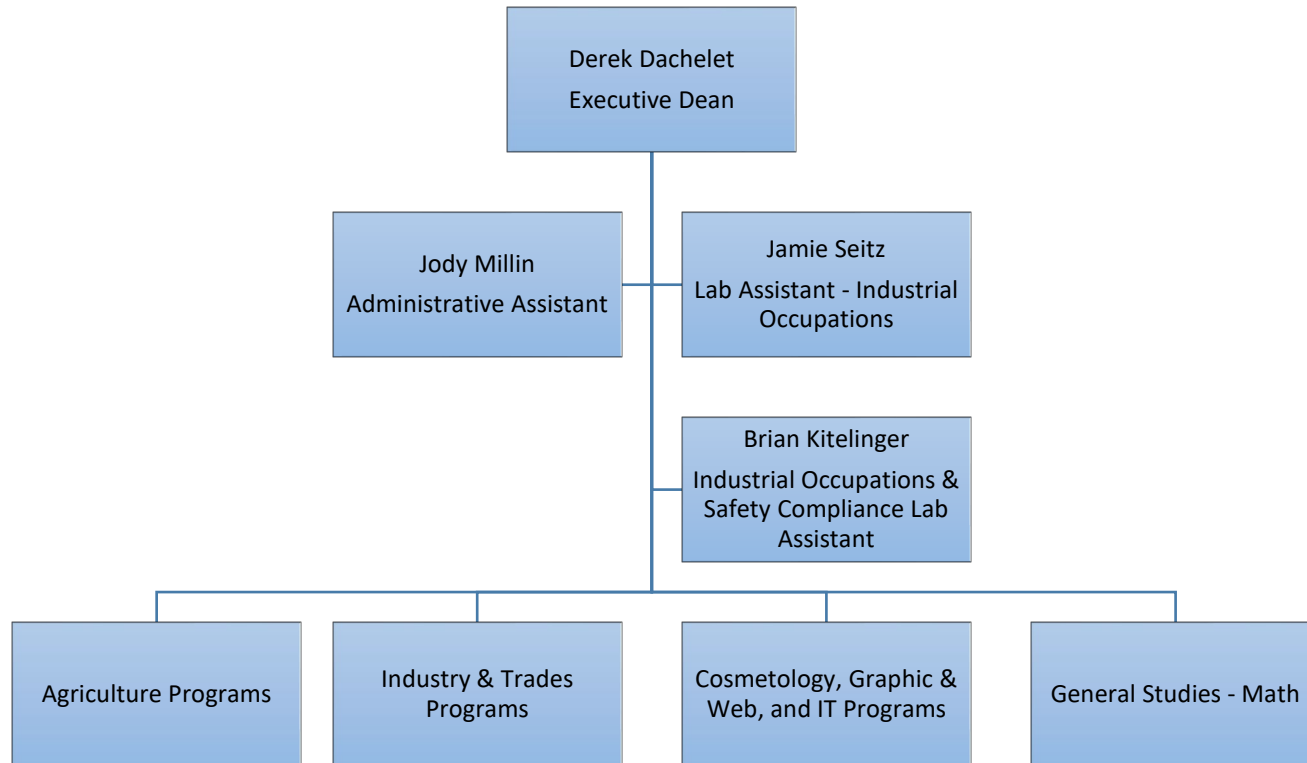 Derek Dachelet
Executive Dean
Jody Millin
Administrative Assistant
Jamie Seitz
Lab Assistant - Industrial
Occupations
Brian Kitelinger
Industrial Occupations &
Safety Compliance Lab
Assistant
Agriculture Programs
Industry & Trades
Programs
Cosmetology, Graphic &
Web, and IT Programs
General Studies - Math